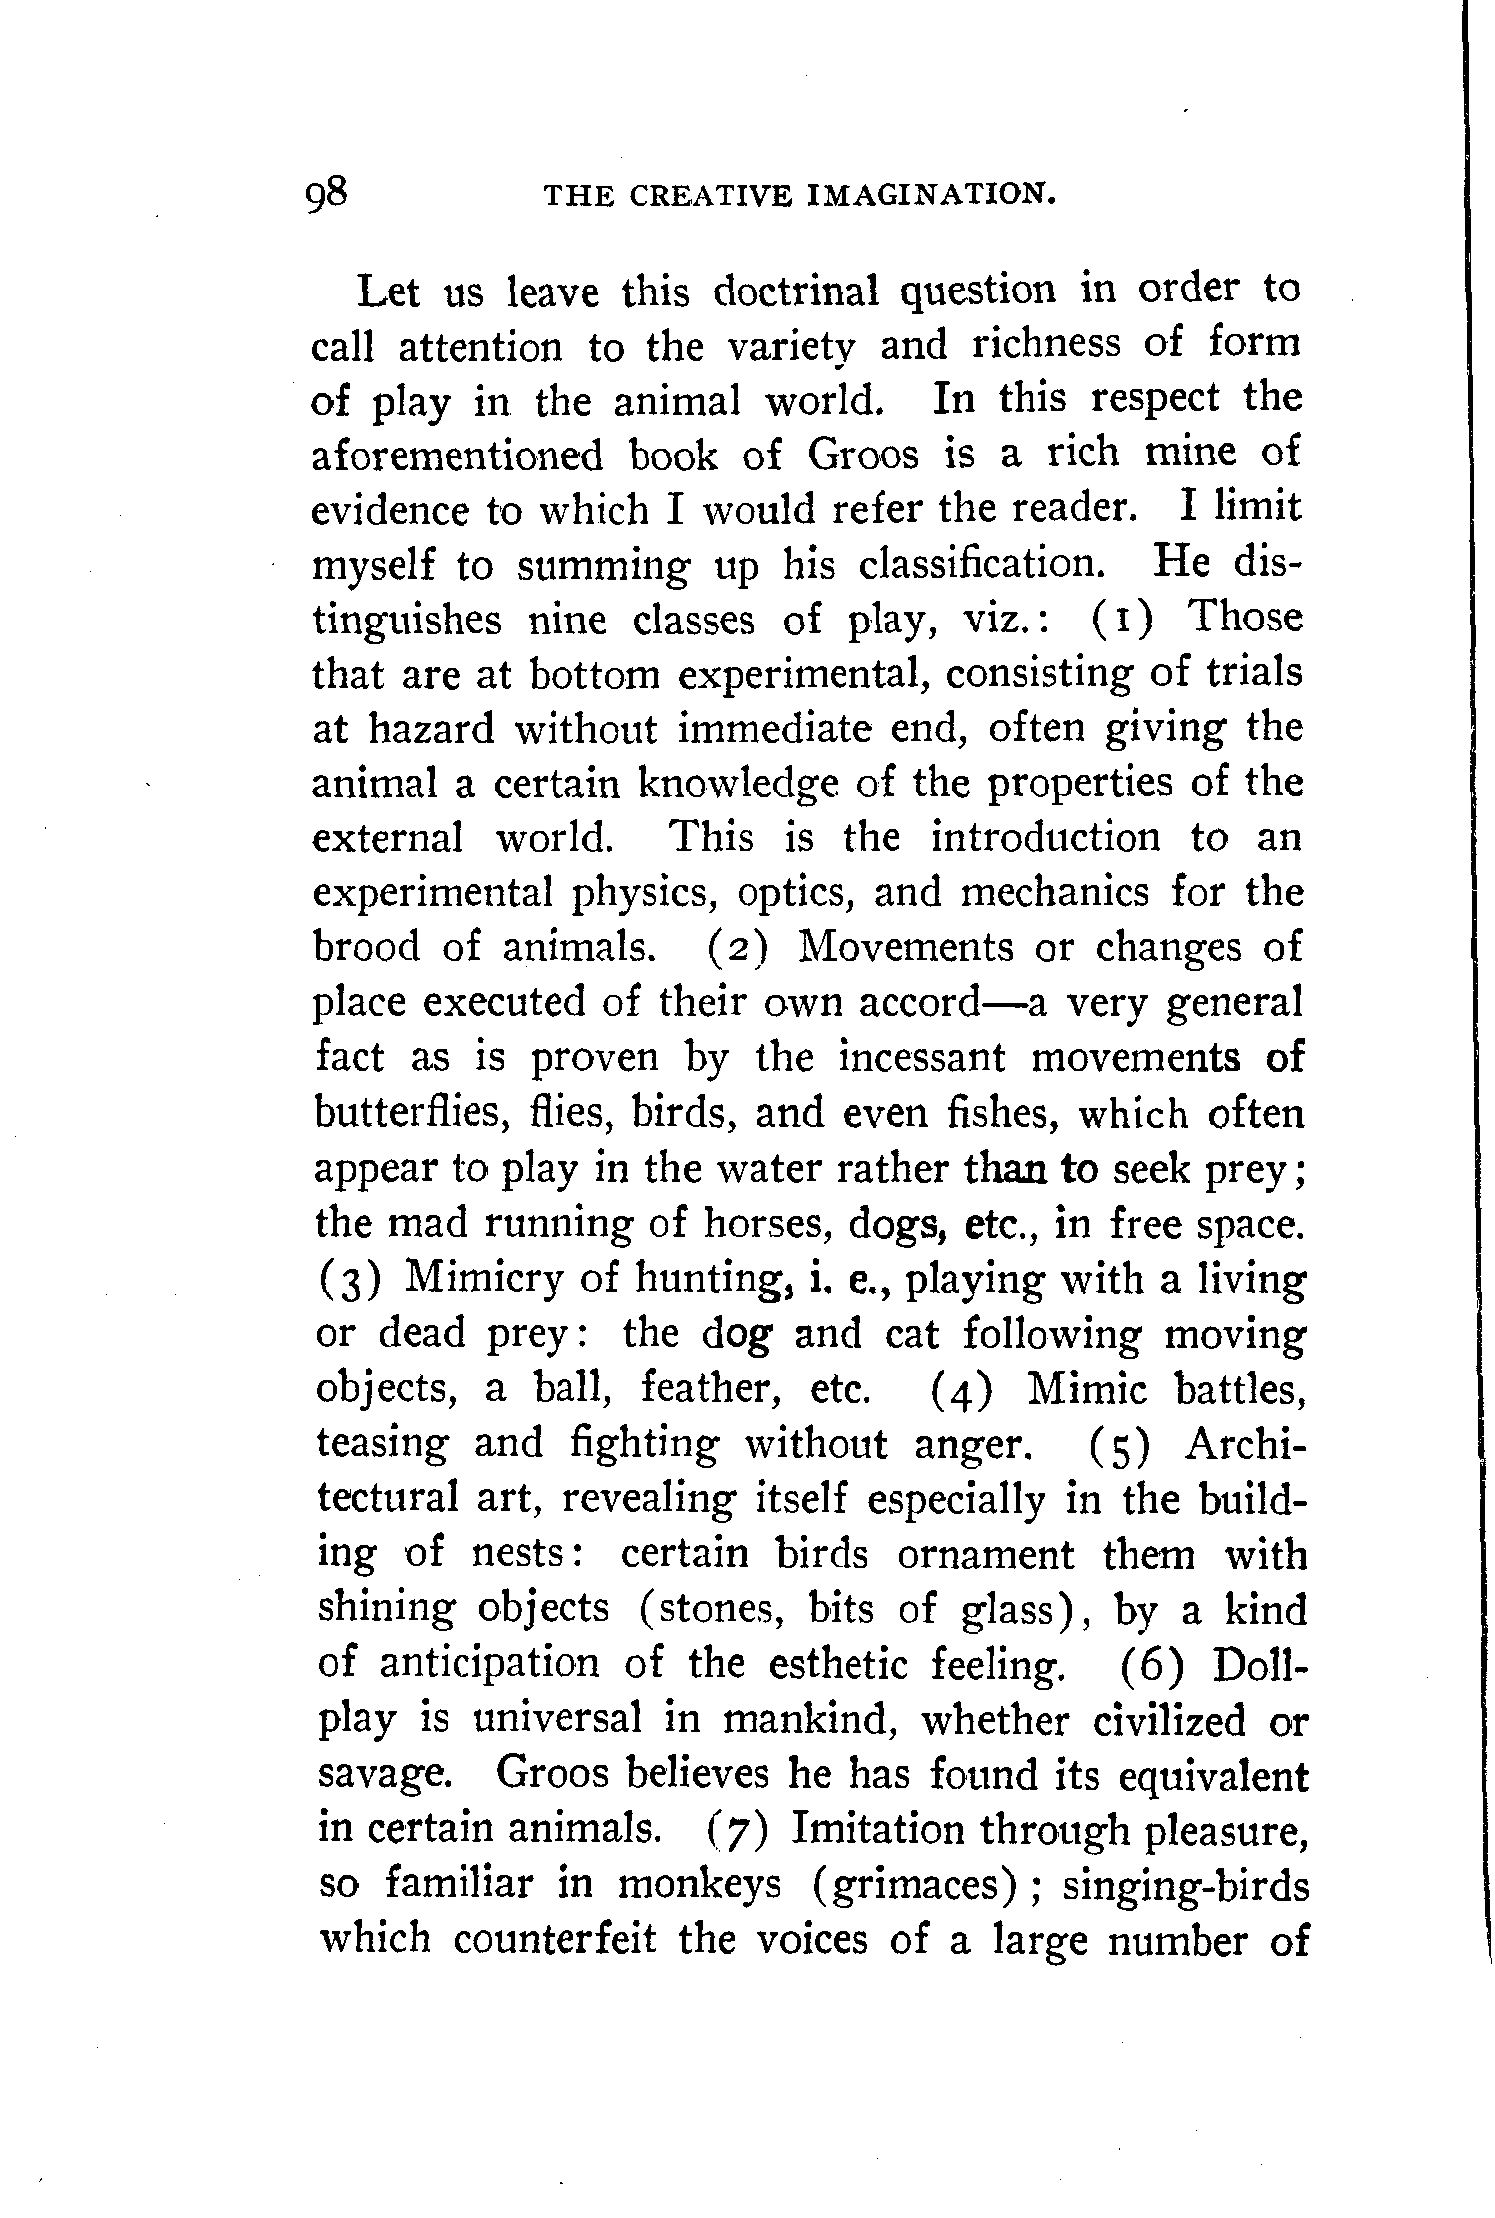 98 THE CREATIVE IMAGINATION.
Let us leave this doctrinal question in order to
call attention to the variety and richness of form
of play in the animal world. In this respect the
aforementioned book of Groos is a rich mine of
evidence to which I would refer the reader. I limit
myself to summing up his classification. He dis-
tinguishes nine classes of play, viz.: (1) Those
that are at bottom experimental, consisting of trials
at hazard without immediate end, often giving the
animal a certain knowledge of the properties of the
external world. This is the introduction to an
experimental physics, optics, and mechanics for the
brood of animals. (2) Movements or changes of
place executed of their own accord—a very general
fact as is proven by the incessant movements of
butterflies, flies, birds, and even fishes, which often
appear to play in the water rather than to seek prey;
the mad running of horses, dogs, etc., in free space.
(3) Mimicry of hunting, i. e., playing with a living
or dead prey: the dog and cat following moving
objects, a ball, feather, etc. (4) Mimic battles,
teasing and fighting without anger. (5) Archi-
tectural art, revealing itself especially in the build-
ing of nests: certain birds ornament them with
shining objects (stones, bits of glass), by a kind
of anticipation of the esthetic feeling. (6) Doll-
play is universal in mankind, whether civilized or
savage. Groos believes he has found its equivalent
in certain animals. (7) Imitation through pleasure,
so familiar in monkeys (grimaces); singing-birds
which counterfeit the voices of a large number of